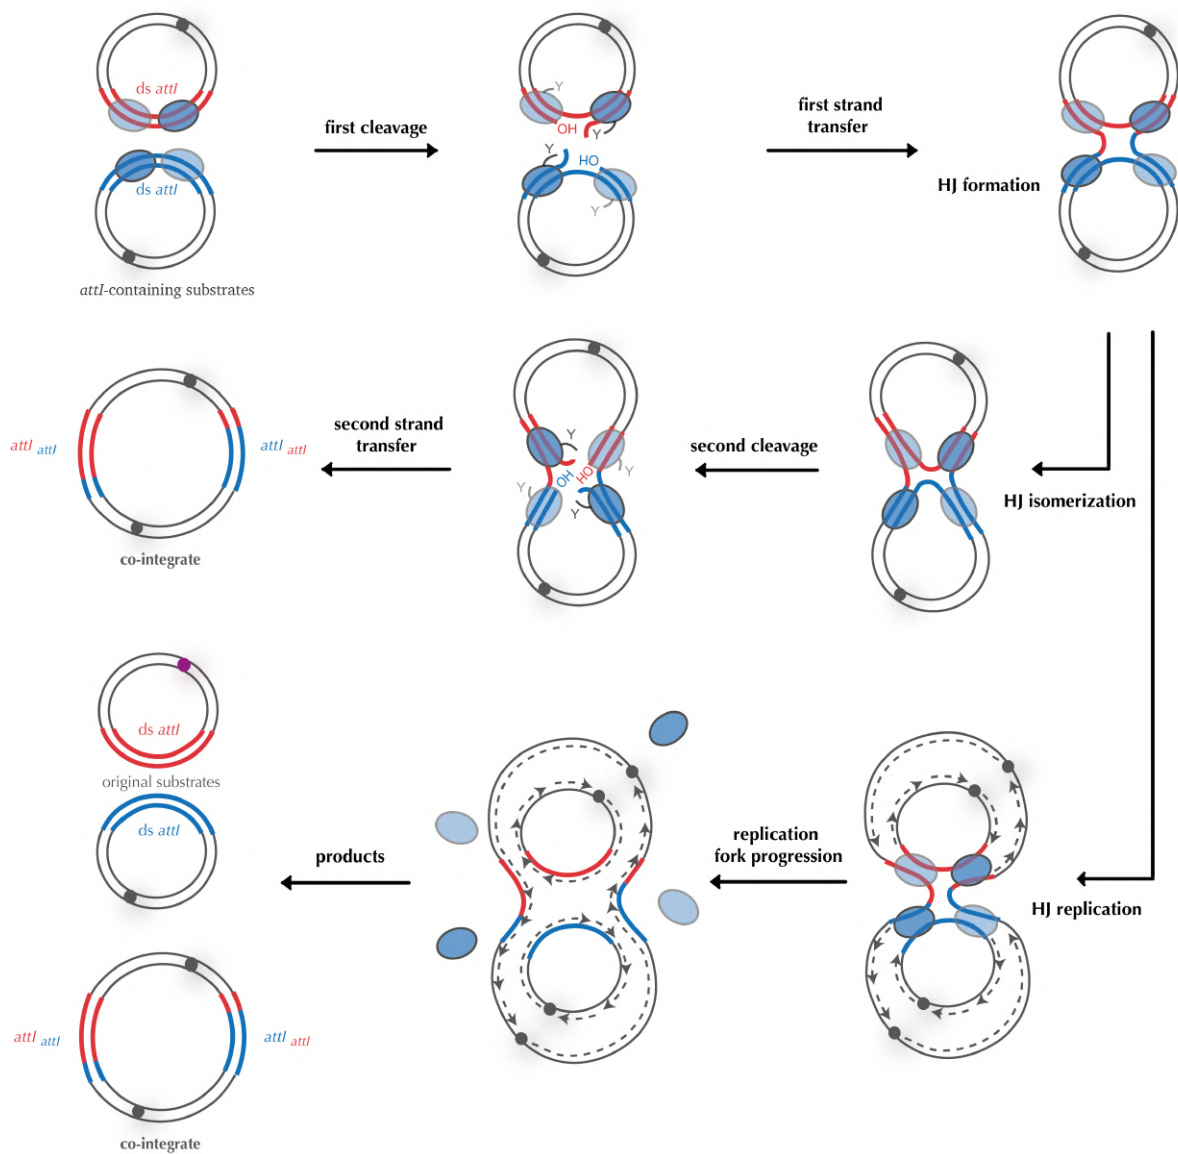 ds attI
ds attI
attI-containing substrates
first cleavage
Y
OH
Y
Y
HO
Y
first strand
transfer
HJ formation
HJ isomerization
second cleavage
Y
HO
OH
Y
Y
Y
second strand
transfer
attI attI
attI attI
co-integrate
HJ replication
replication
fork progression
products
ds attI
original substrates
ds attI
attI attI
attI attI
co-integrate